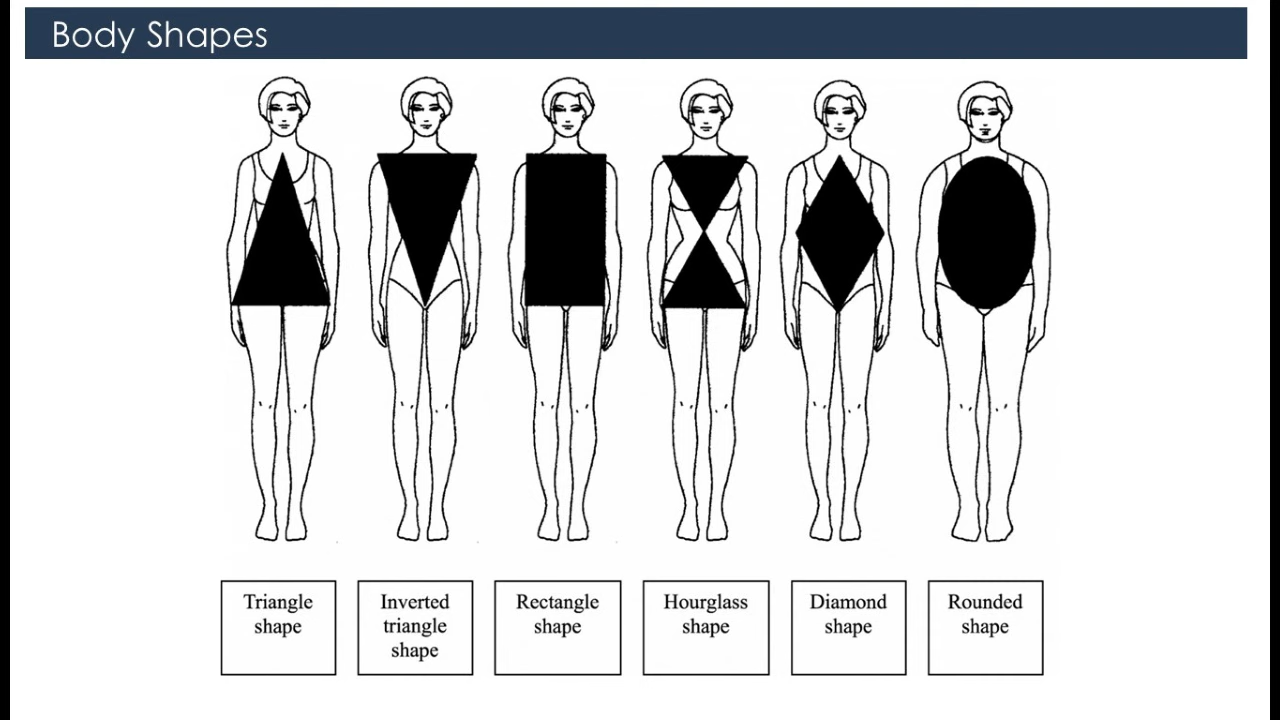 Body Shapes
Triangle
shape
Inverted
triangle
shape
Rectangle
shape
Hourglass
shape
Diamond
shape
Rounded
shape